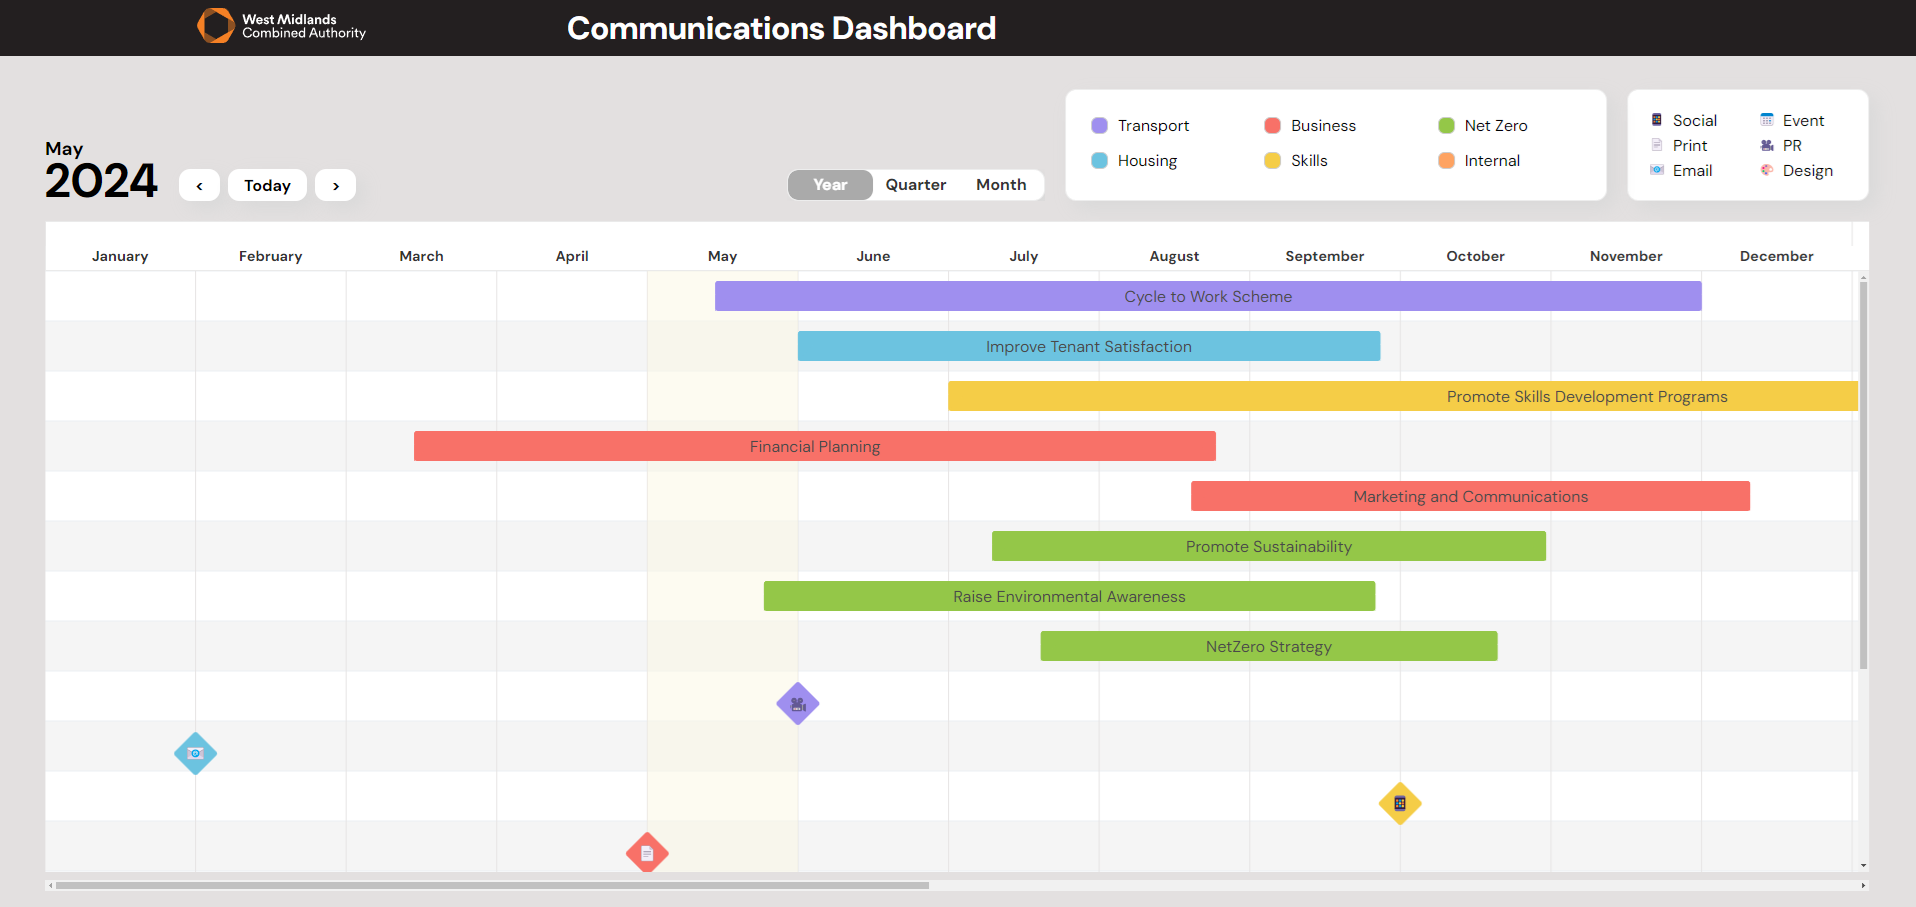 West Midlands
Combined Authority
Communications Dashboard
May
2024
‹ Today ›
Year Quarter Month
Transport Business Net Zero
Housing Skills Internal
Social Event
Print PR
Email Design
January February March April May June July August September October November December
Cycle to Work Scheme
Improve Tenant Satisfaction
Promote Skills Development Programs
Financial Planning
Marketing and Communications
Promote Sustainability
Raise Environmental Awareness
NetZero Strategy